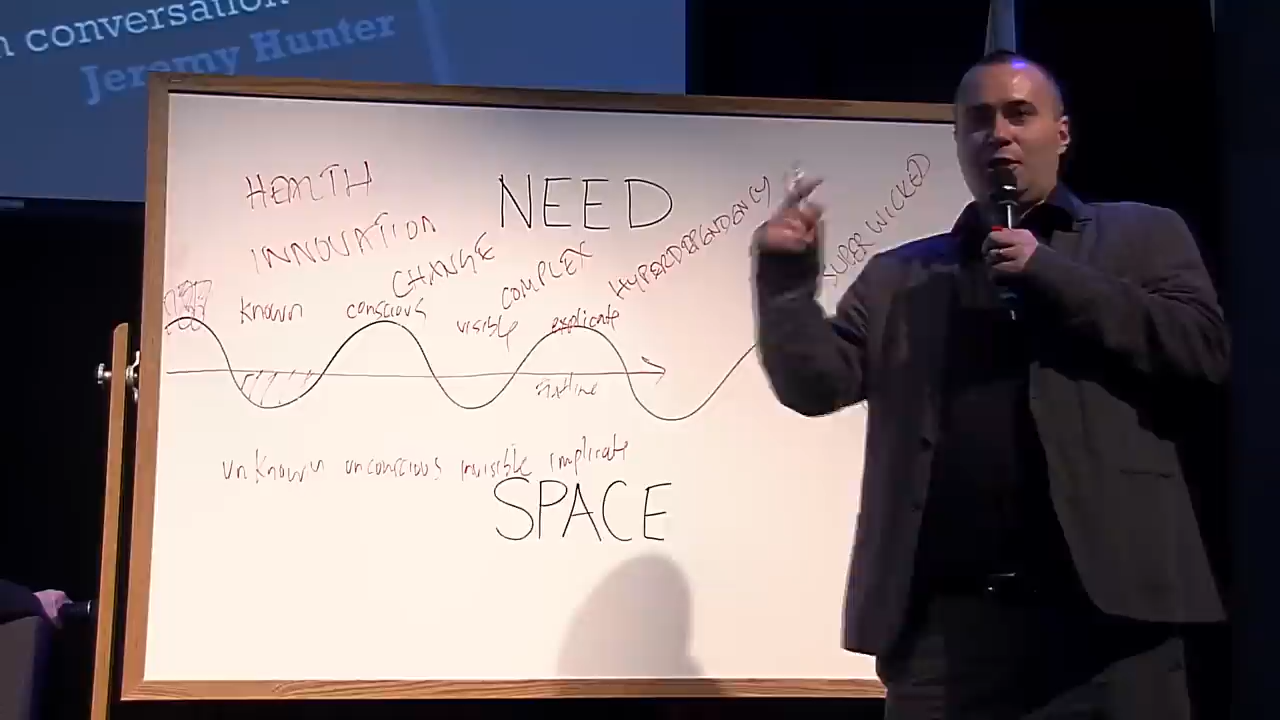 n conversation
Jeremy Hunter
HEALTH
NEED
INNOVATION
CHANGE
COMPLEX
HYPERDEPENDENCY
SUPER WICKED
known
conscious
visible
explicate
unknown unconscious invisible implicate
SPACE